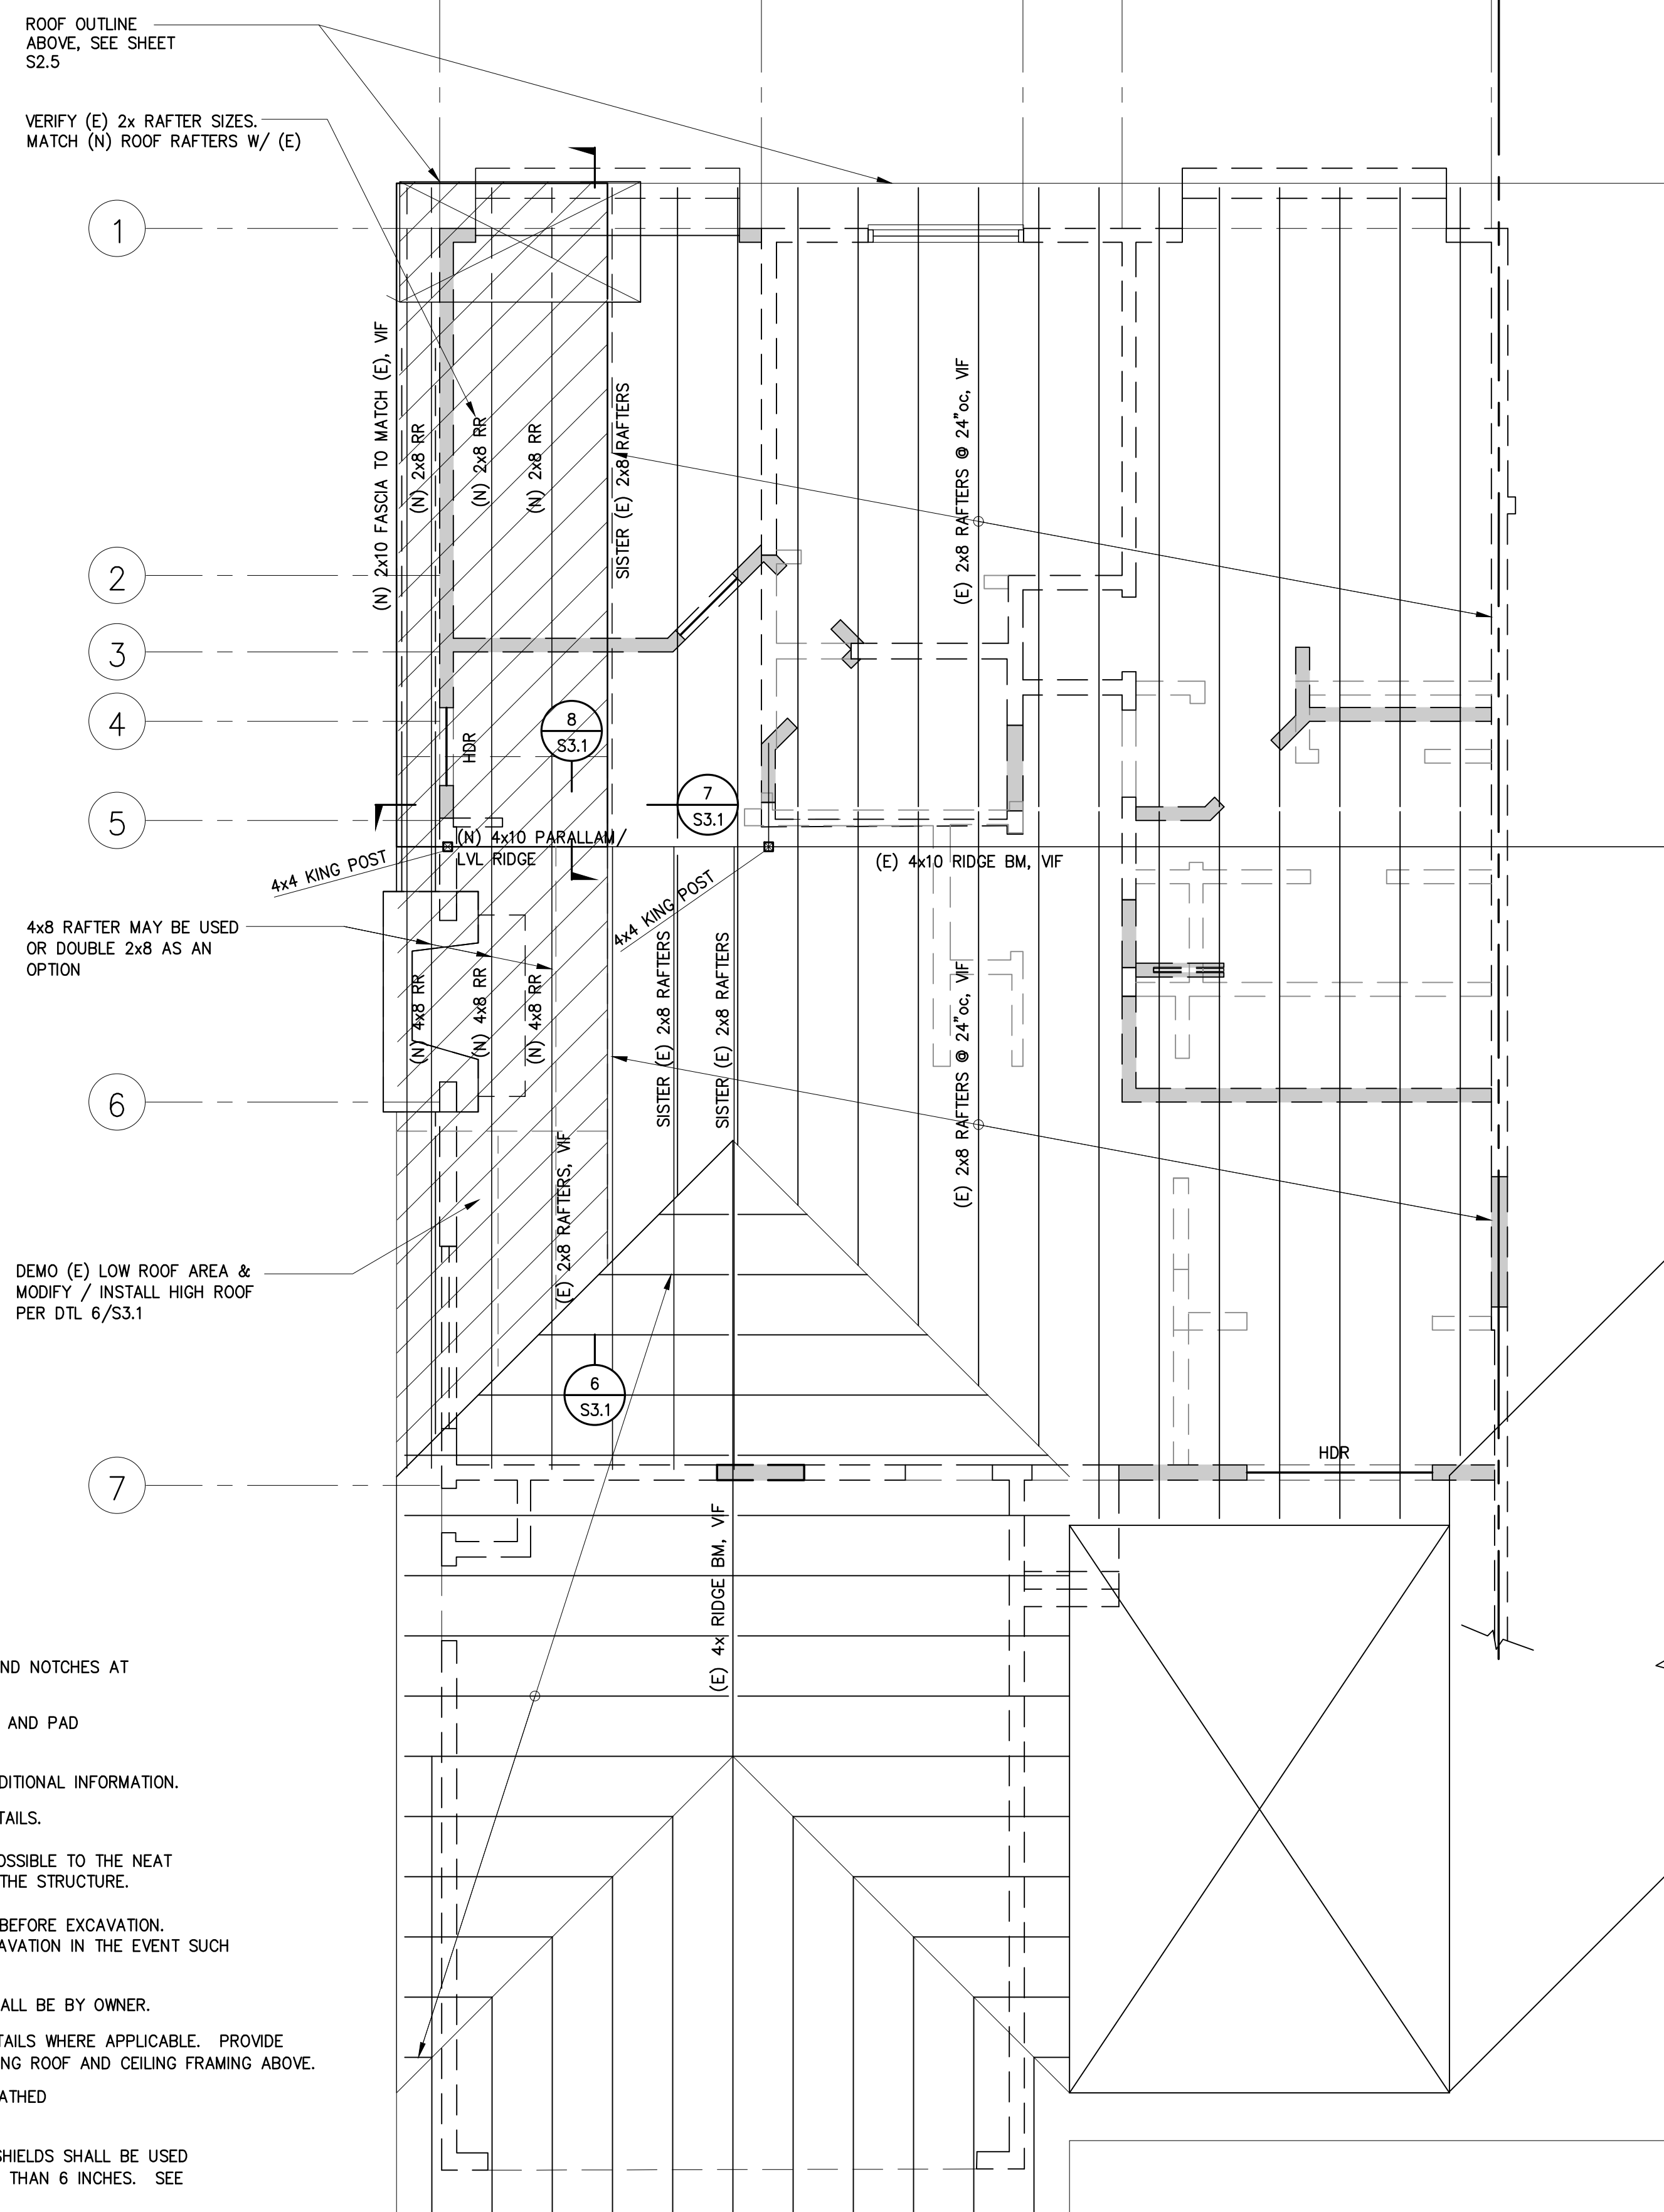 ROOF OUTLINE
ABOVE, SEE SHEET
S2.5
VERIFY (E) 2x RAFTER SIZES.
MATCH (N) ROOF RAFTERS W/ (E)
1
2
3
4
5
6
7
(N) 2x10 FASCIA TO MATCH (E), VIF
(N) 2x8 RR
(N) 2x8 RR
(N) 2x8 RR
SISTER (E) 2x8 RAFTERS
(E) 2x8 RAFTERS @ 24"oc, VIF
HDR
8
S3.1
7
S3.1
(N) 4x10 PARALLAM/
LVL RIDGE
4x4 KING POST
4x4 KING POST
(E) 4x10 RIDGE BM, VIF
4x8 RAFTER MAY BE USED
OR DOUBLE 2x8 AS AN
OPTION
(N) 4x8 RR
(N) 4x8 RR
(N) 4x8 RR
SISTER (E) 2x8 RAFTERS
SISTER (E) 2x8 RAFTERS
(E) 2x8 RAFTERS @ 24"oc, VIF
(E) 2x8 RAFTERS, VIF
DEMO (E) LOW ROOF AREA &
MODIFY / INSTALL HIGH ROOF
PER DTL 6/S3.1
6
S3.1
HDR
(E) 4x RIDGE BM, VIF
ND NOTCHES AT
AND PAD
DITIONAL INFORMATION.
TAILS.
OSSIBLE TO THE NEAT
THE STRUCTURE.
BEFORE EXCAVATION.
AVATION IN THE EVENT SUCH
ALL BE BY OWNER.
TAILS WHERE APPLICABLE. PROVIDE
NG ROOF AND CEILING FRAMING ABOVE.
ATHED
SHIELDS SHALL BE USED
THAN 6 INCHES. SEE